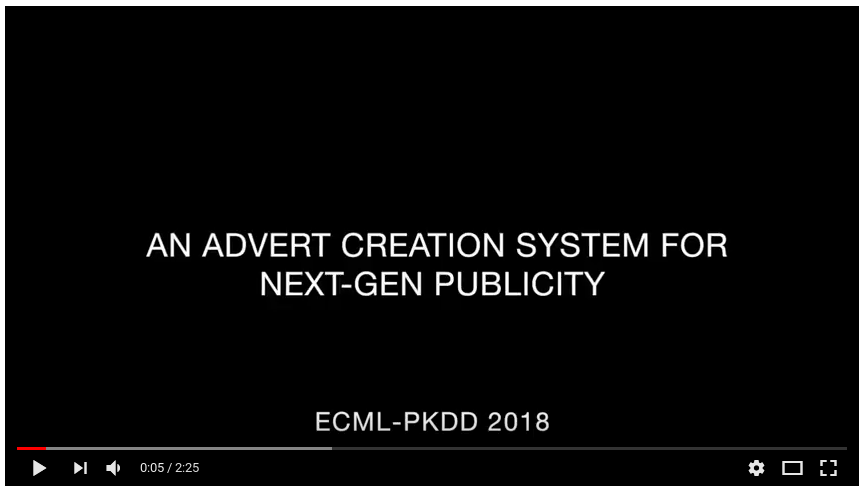 AN ADVERT CREATION SYSTEM FOR
NEXT-GEN PUBLICITY
ECML-PKDD 2018
0:05 / 2:25